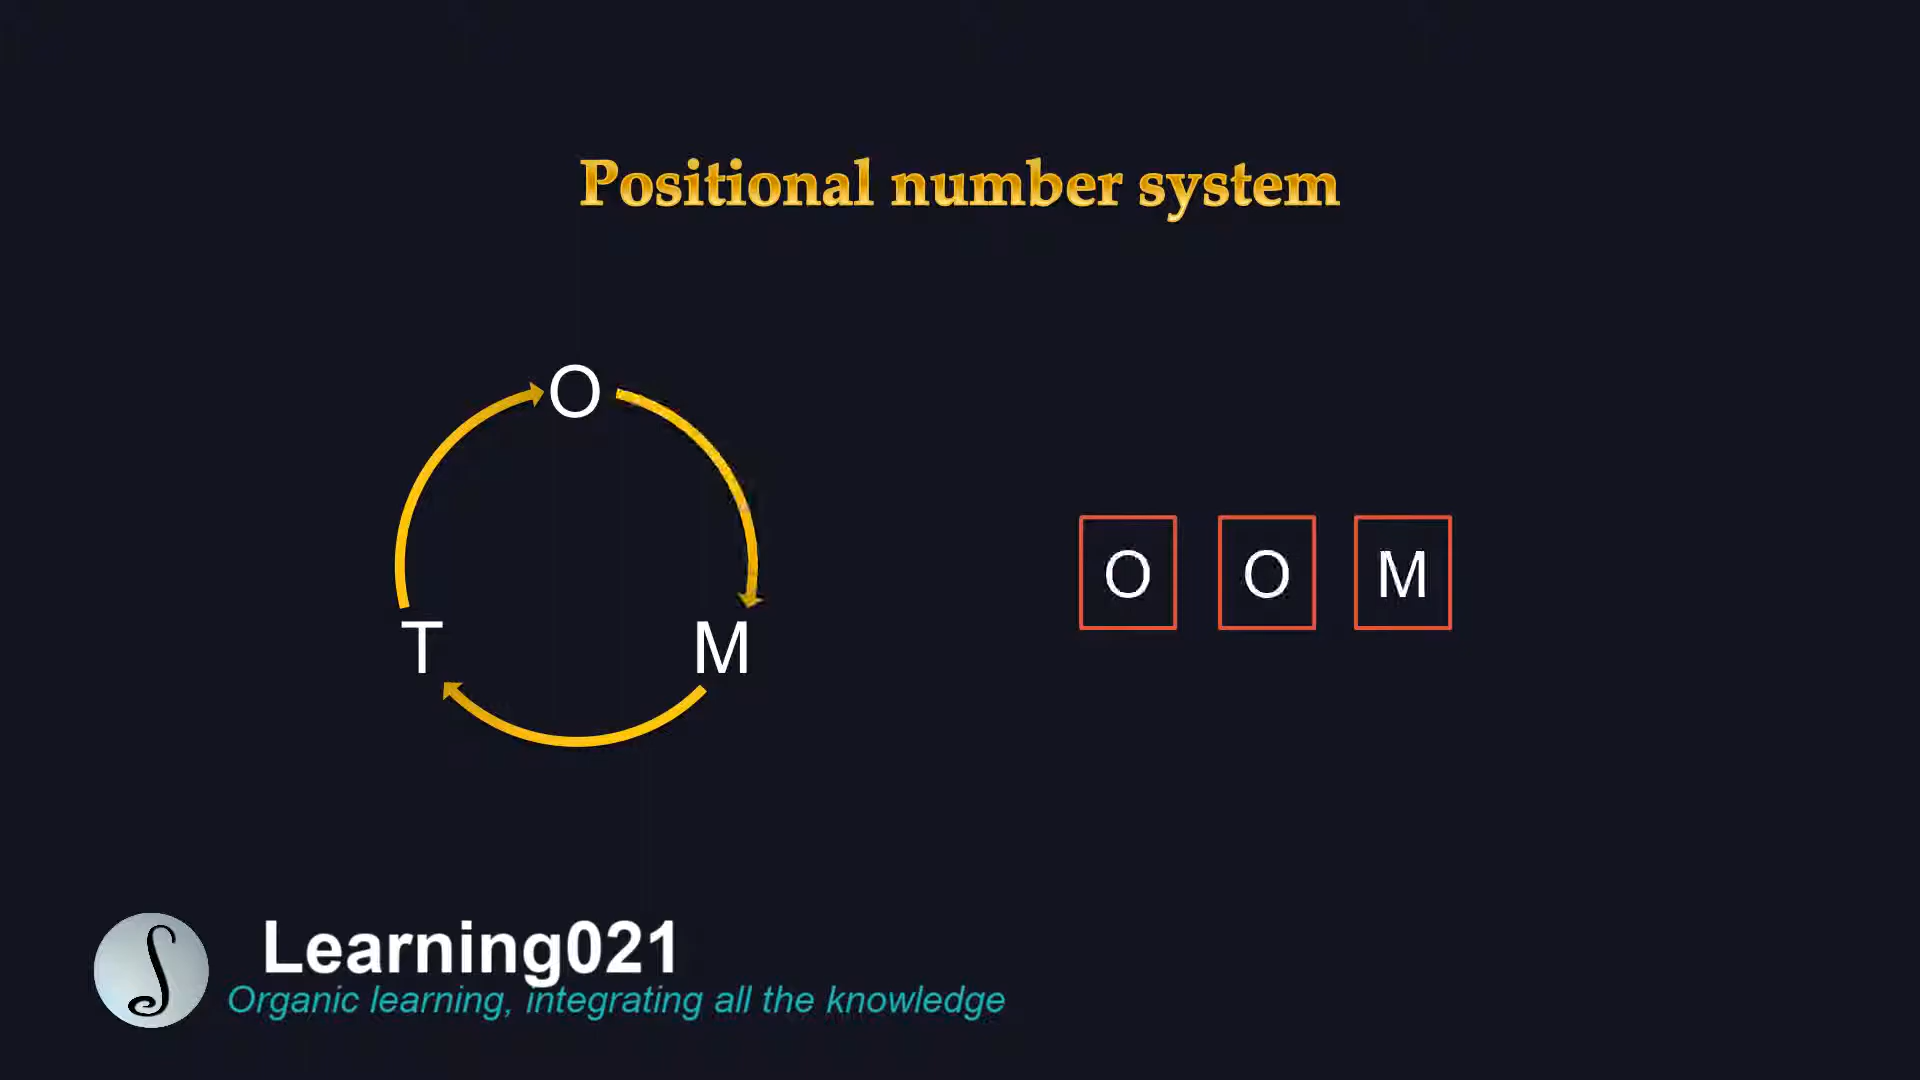 Positional number system
O
T M
O O M
Learning021
Organic learning, integrating all the knowledge